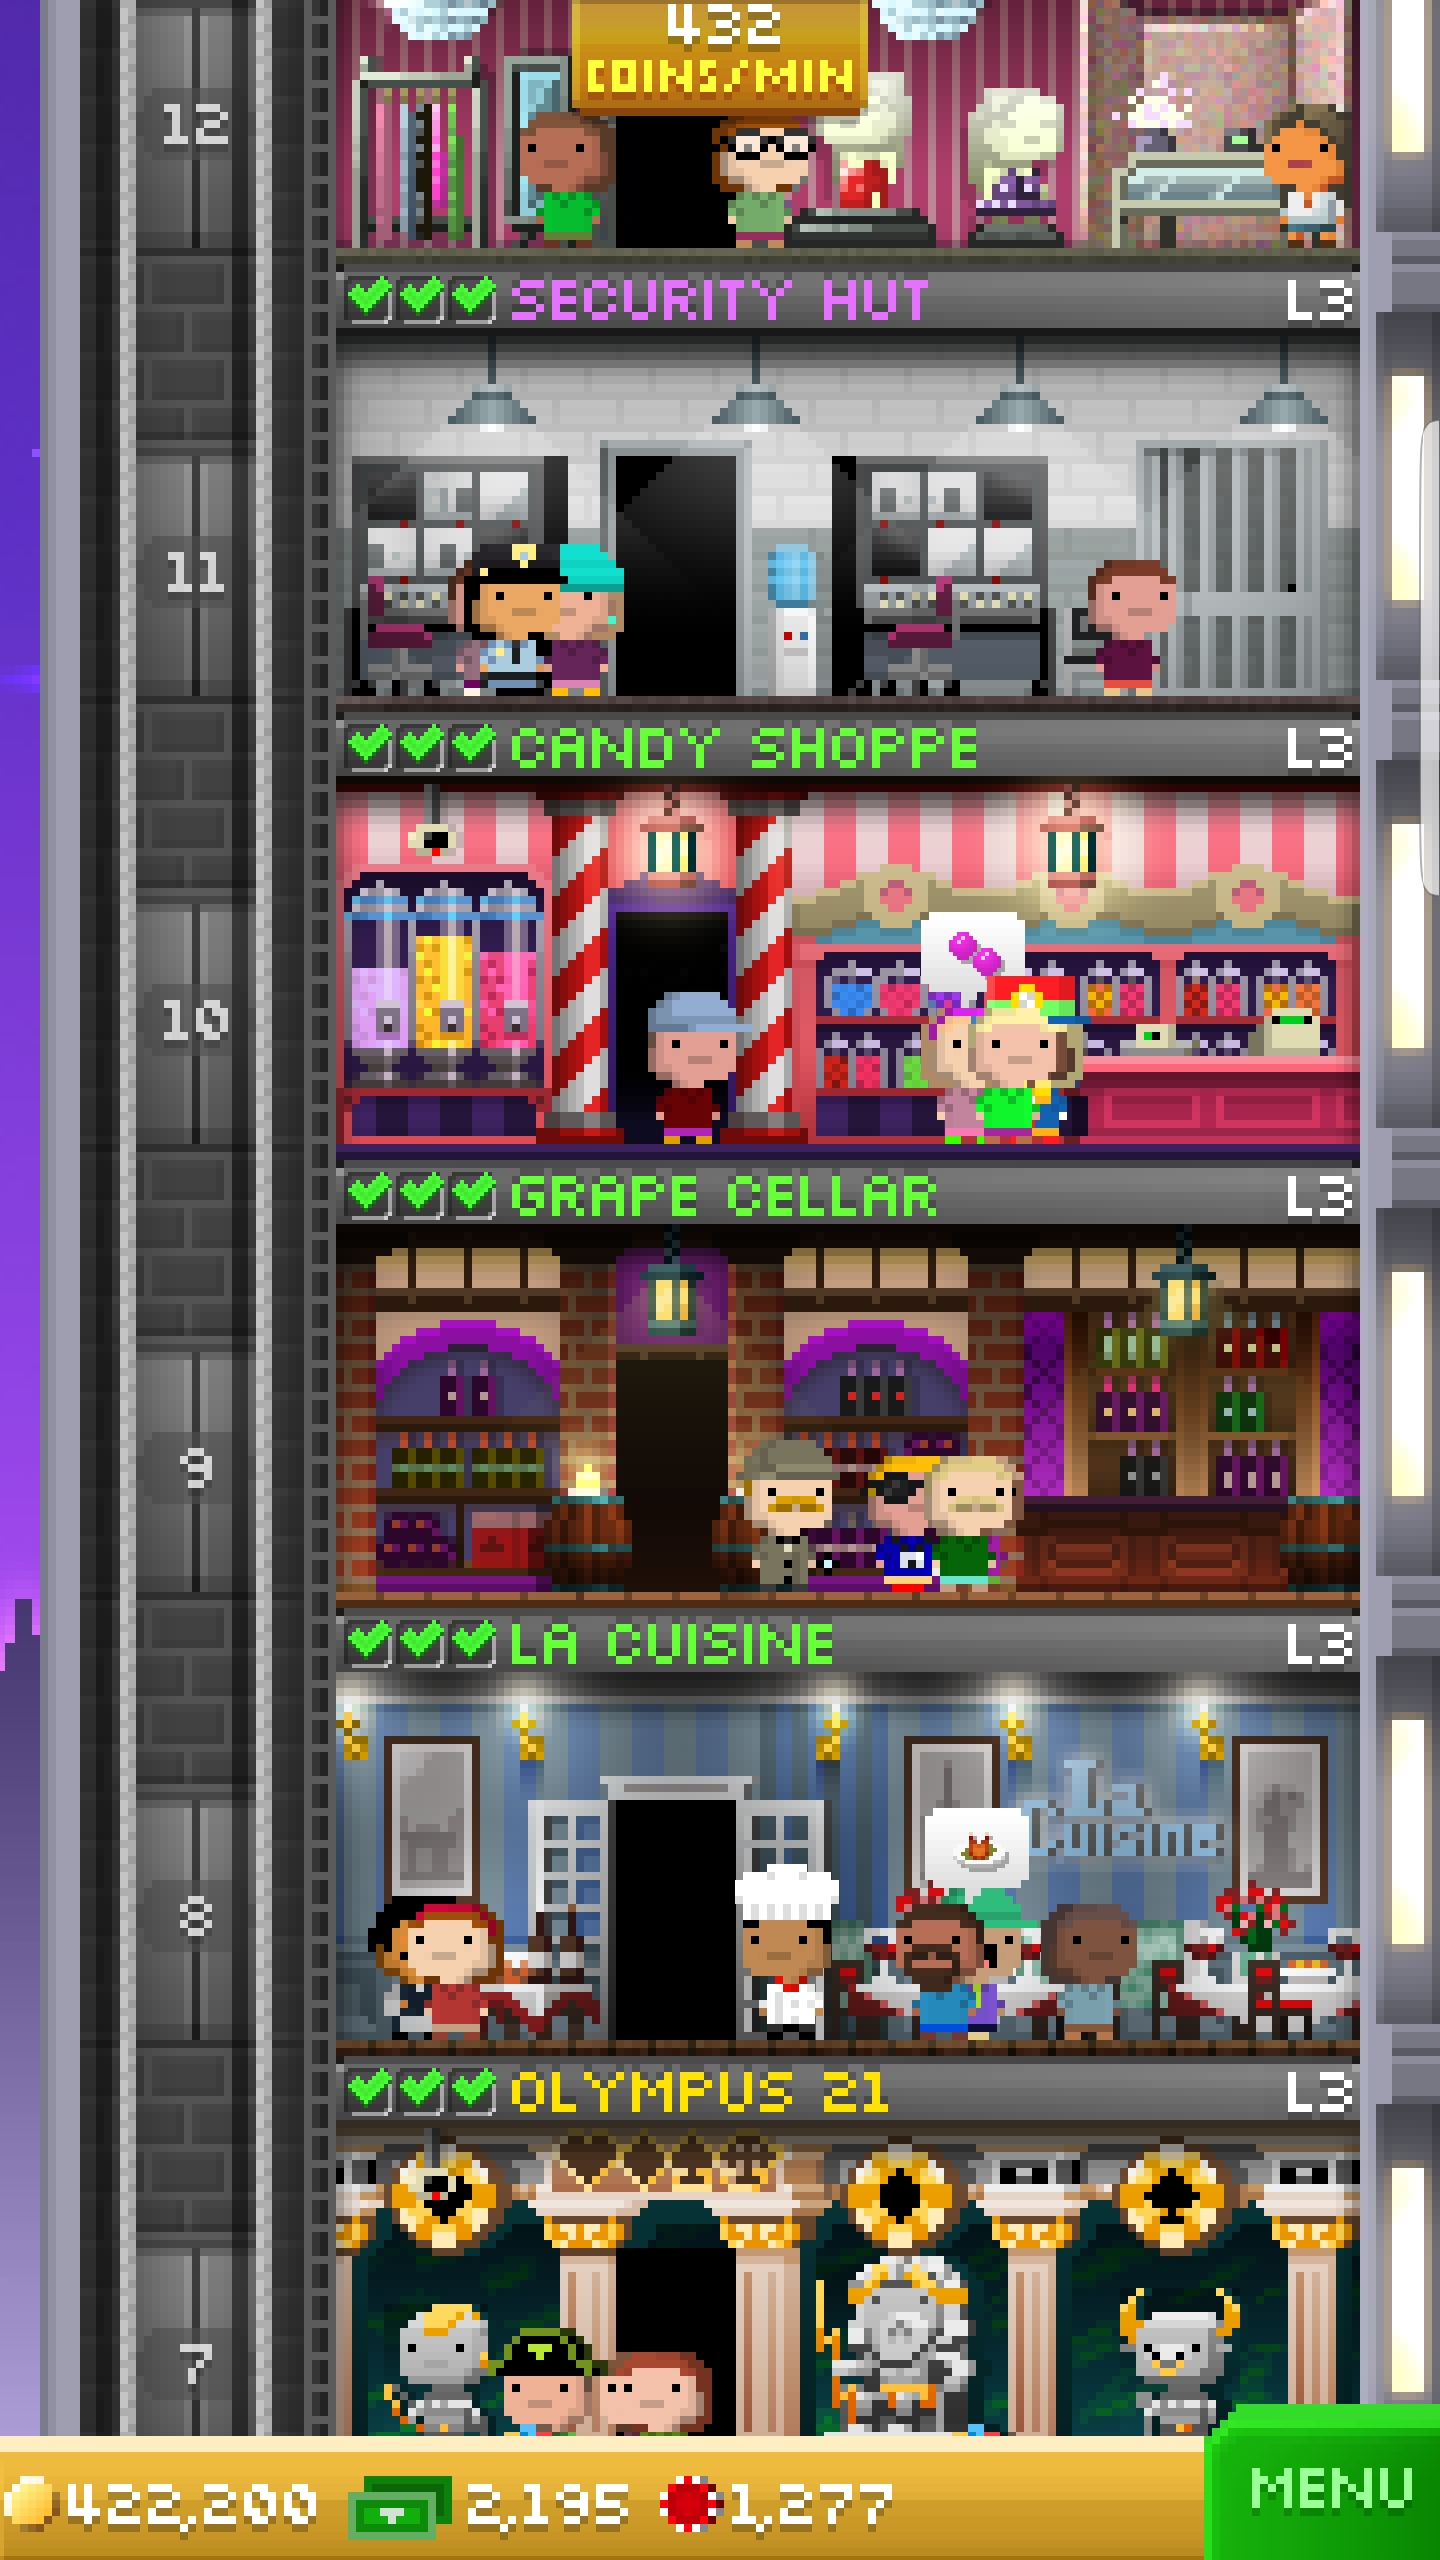 432
COINS/MIN
12
SECURITY HUT L3
11
CANDY SHOPPE L3
10
GRAPE CELLAR L3
9
LA CUISINE L3
La
Cuisine
8
OLYMPUS 21 L3
7
422,200 2,195 1,277 MENU